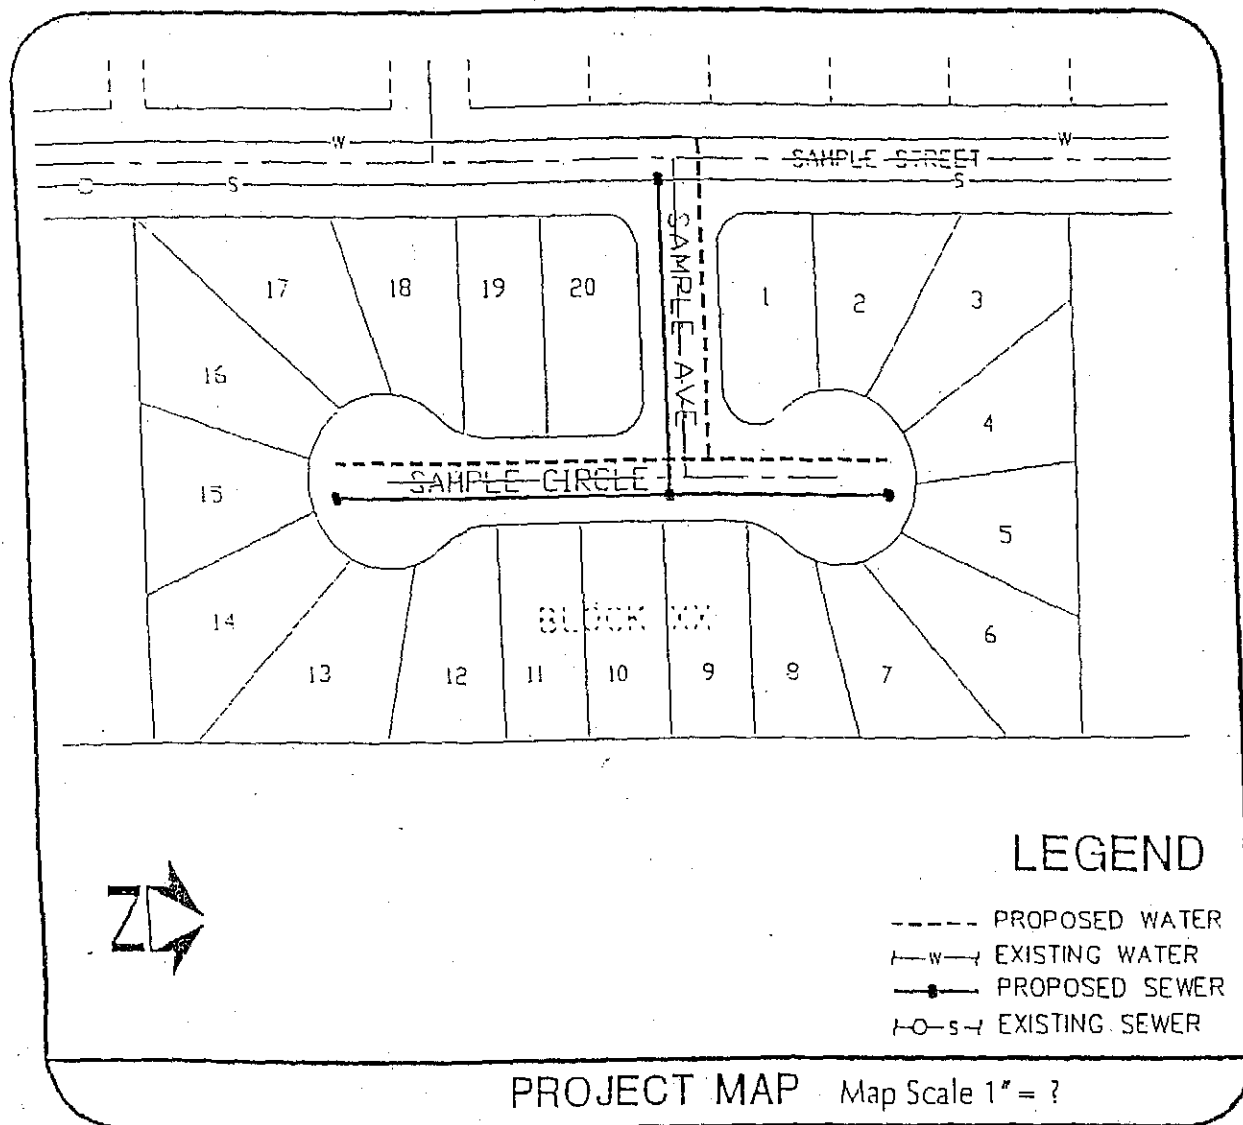 W
W
SAMPLE STREET
S
S
SAMPLE AVE
17
18
19
20
1
2
3
16
4
SAMPLE CIRCLE
15
5
14
BLOCK XX
6
13
12
11
10
9
8
7
N
LEGEND
PROPOSED WATER
W EXISTING WATER
PROPOSED SEWER
S EXISTING SEWER
PROJECT MAP Map Scale 1" = ?